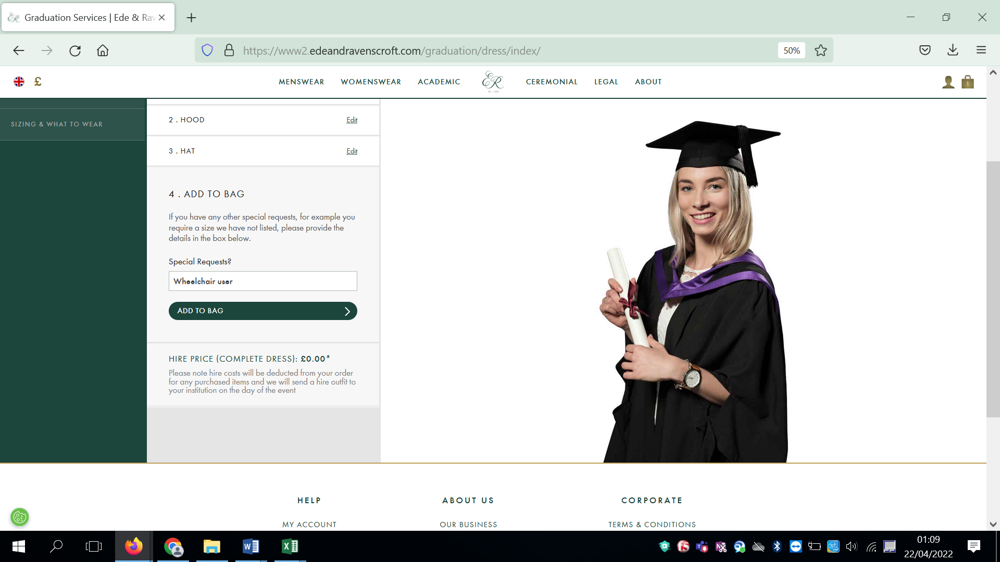 Graduation Services | Ede & Rav
https://www2.edeandravenscroft.com/graduation/dress/index/
50%
£
MENSWEAR
WOMENSWEAR
ACADEMIC
ER
CEREMONIAL
LEGAL
ABOUT
1
SIZING & WHAT TO WEAR
2 . HOOD
Edit
3 . HAT
Edit
4 . ADD TO BAG
If you have any other special requests, for example you
require a size we have not listed, please provide the
details in the box below.
Special Requests?
Wheelchair user
ADD TO BAG
HIRE PRICE (COMPLETE DRESS): £0.00*
Please note hire costs will be deducted from your order
for any purchased items and we will send a hire outfit to
your institution on the day of the event
HELP
ABOUT US
CORPORATE
MY ACCOUNT
OUR BUSINESS
TERMS & CONDITIONS
01:09
22/04/2022